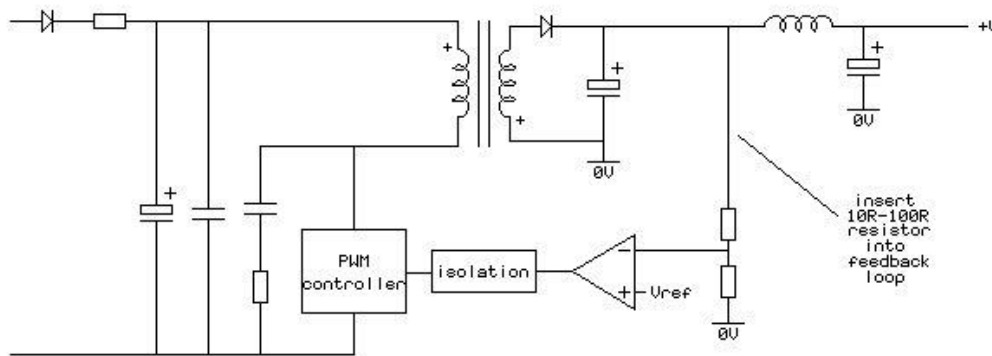 +
+
+
+V
+
0V
+
+
0V
insert
10R-100R
resistor
into
feedback
loop
PWM
controller
isolation
−
+
Vref
0V